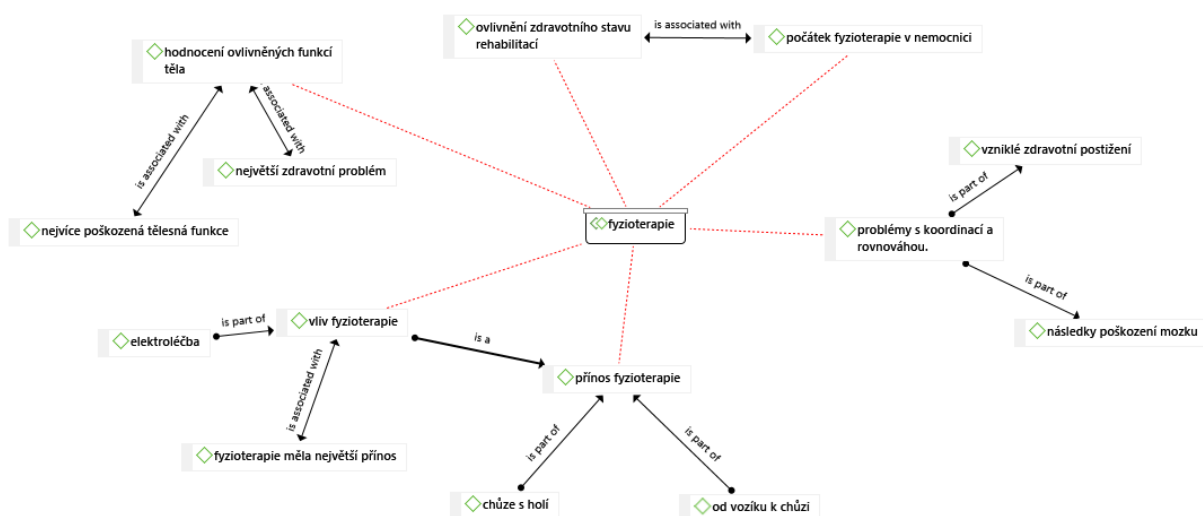 ovlivnění zdravotního stavu
rehabilitací
is associated with
počátek fyzioterapie v nemocnici
hodnocení ovlivněných funkcí
těla
is associated with
is associated with
největší zdravotní problém
nejvíce poškozená tělesná funkce
vzniklé zdravotní postižení
is part of
fyzioterapie
problémy s koordinací a
rovnováhou.
is part of
následky poškození mozku
elektroléčba
is part of
vliv fyzioterapie
is a
přínos fyzioterapie
is associated with
fyzioterapie měla největší přínos
is part of
is part of
chůze s holí
od vozíku k chůzi